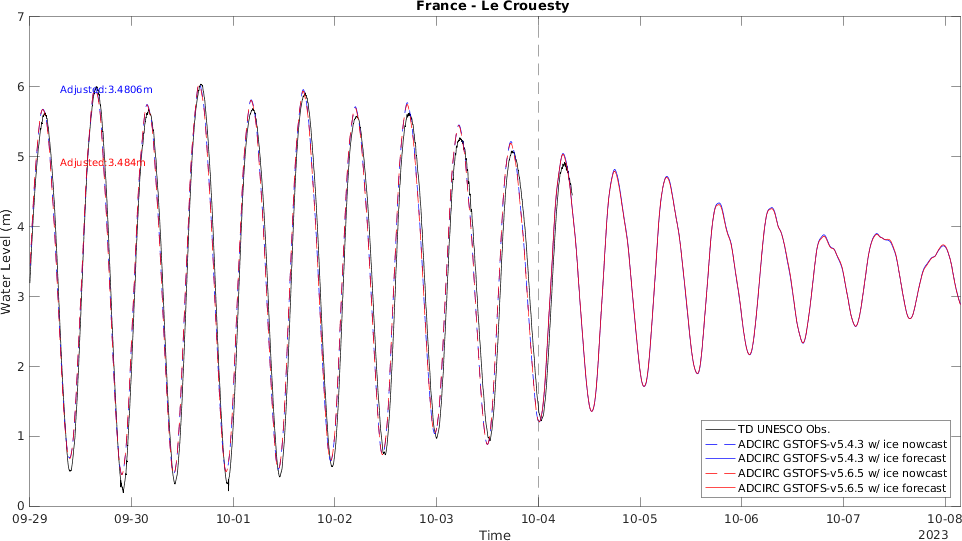 France - Le Crouesty
7
6
5
4
3
2
1
0
Water Level (m)
Adjusted:3.4806m
Adjusted:3.484m
TD UNESCO Obs.
ADCIRC GSTOFS-v5.4.3 w/ ice nowcast
ADCIRC GSTOFS-v5.4.3 w/ ice forecast
ADCIRC GSTOFS-v5.6.5 w/ ice nowcast
ADCIRC GSTOFS-v5.6.5 w/ ice forecast
09-29 09-30 10-01 10-02 10-03 10-04 10-05 10-06 10-07 10-08
Time
2023